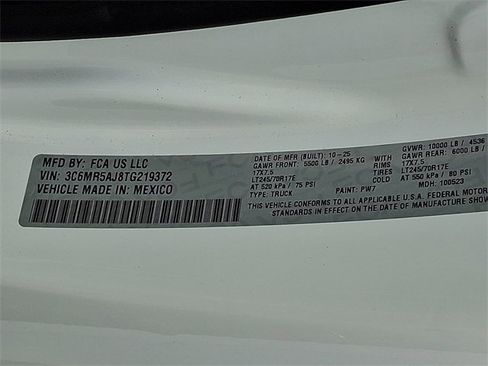 MFD BY: FCA US LLC
VIN: 3C6MR5AJ8TG219372
VEHICLE MADE IN: MEXICO
DATE OF MFR (BUILT): 10-25
GVWR: 10000 LB / 4536
GAWR FRONT: 5500 LB / 2495 KG
WITH
GAWR REAR: 6000 LB /
17X7.5
RIMS
17X7.5
LT245/70R17E
TIRES
LT245/70R17E
AT 520 kPa / 75 PSI
COLD
AT 550 kPa / 80 PSI
TYPE: TRUCK
PAINT: PW7
MDH: 100523
THIS VEHICLE CONFORMS TO ALL APPLICABLE U.S.A. FEDERAL MOTOR
STANDARDS IN EFFECT ON THE DATE OF MANUFACTURE SHOW